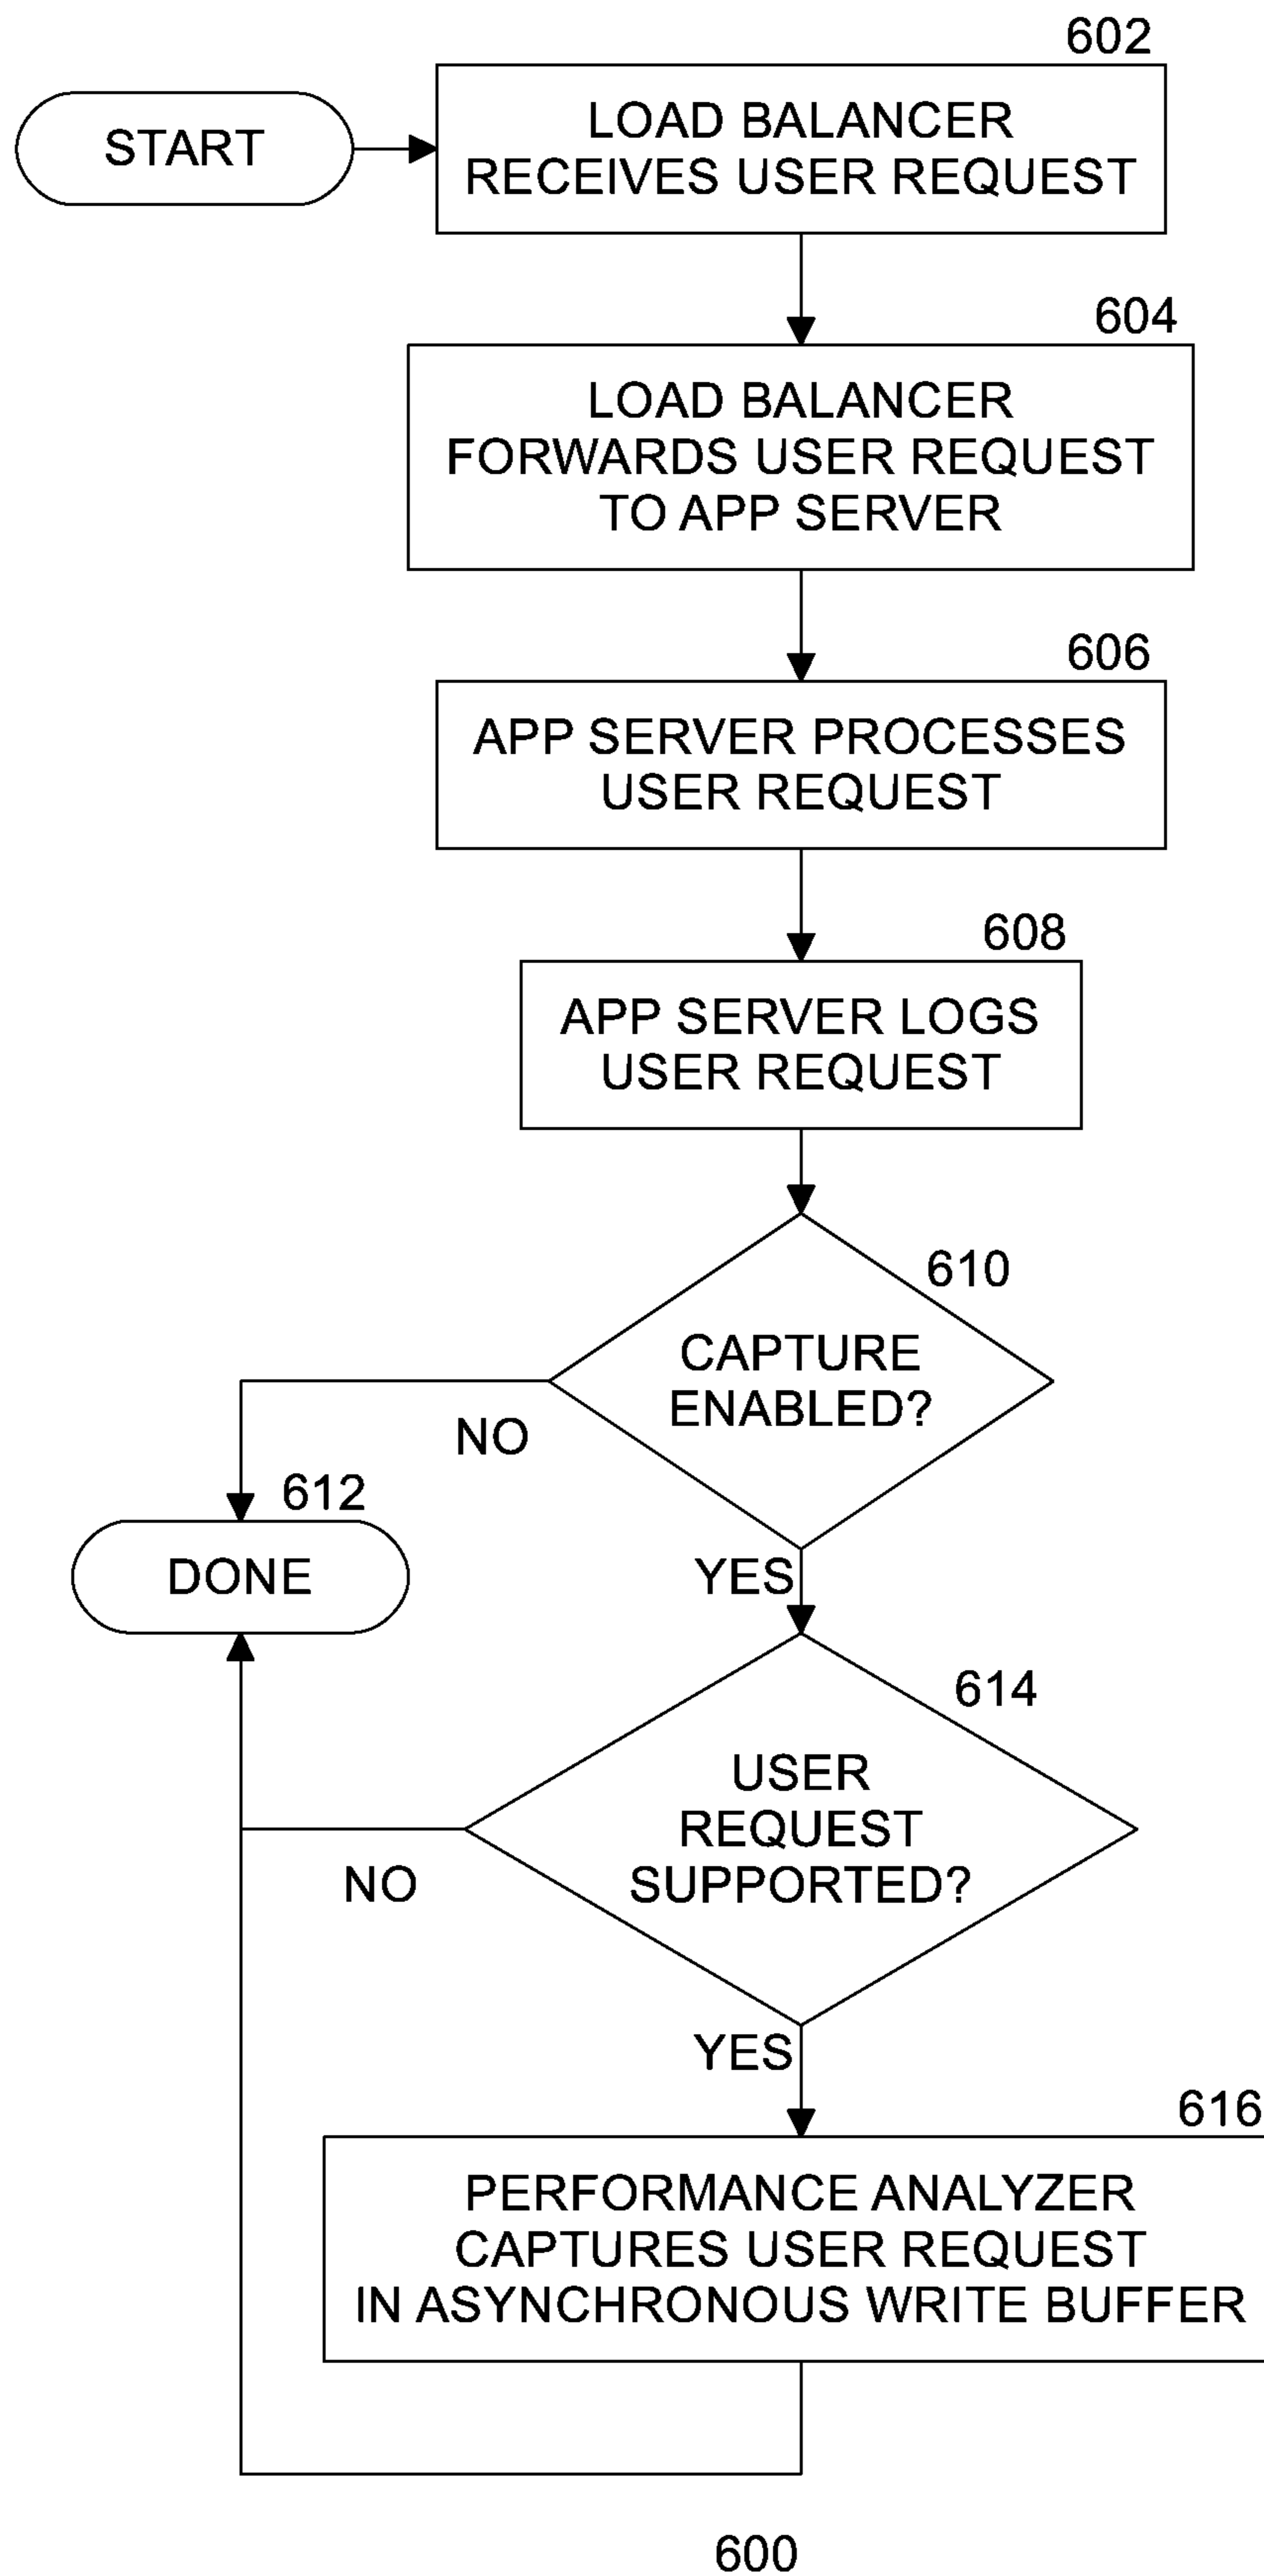 602
START
LOAD BALANCER
RECEIVES USER REQUEST
604
LOAD BALANCER
FORWARDS USER REQUEST
TO APP SERVER
606
APP SERVER PROCESSES
USER REQUEST
608
APP SERVER LOGS
USER REQUEST
610
CAPTURE
ENABLED?
NO
612
DONE
YES
614
USER
REQUEST
SUPPORTED?
NO
YES
616
PERFORMANCE ANALYZER
CAPTURES USER REQUEST
IN ASYNCHRONOUS WRITE BUFFER
600